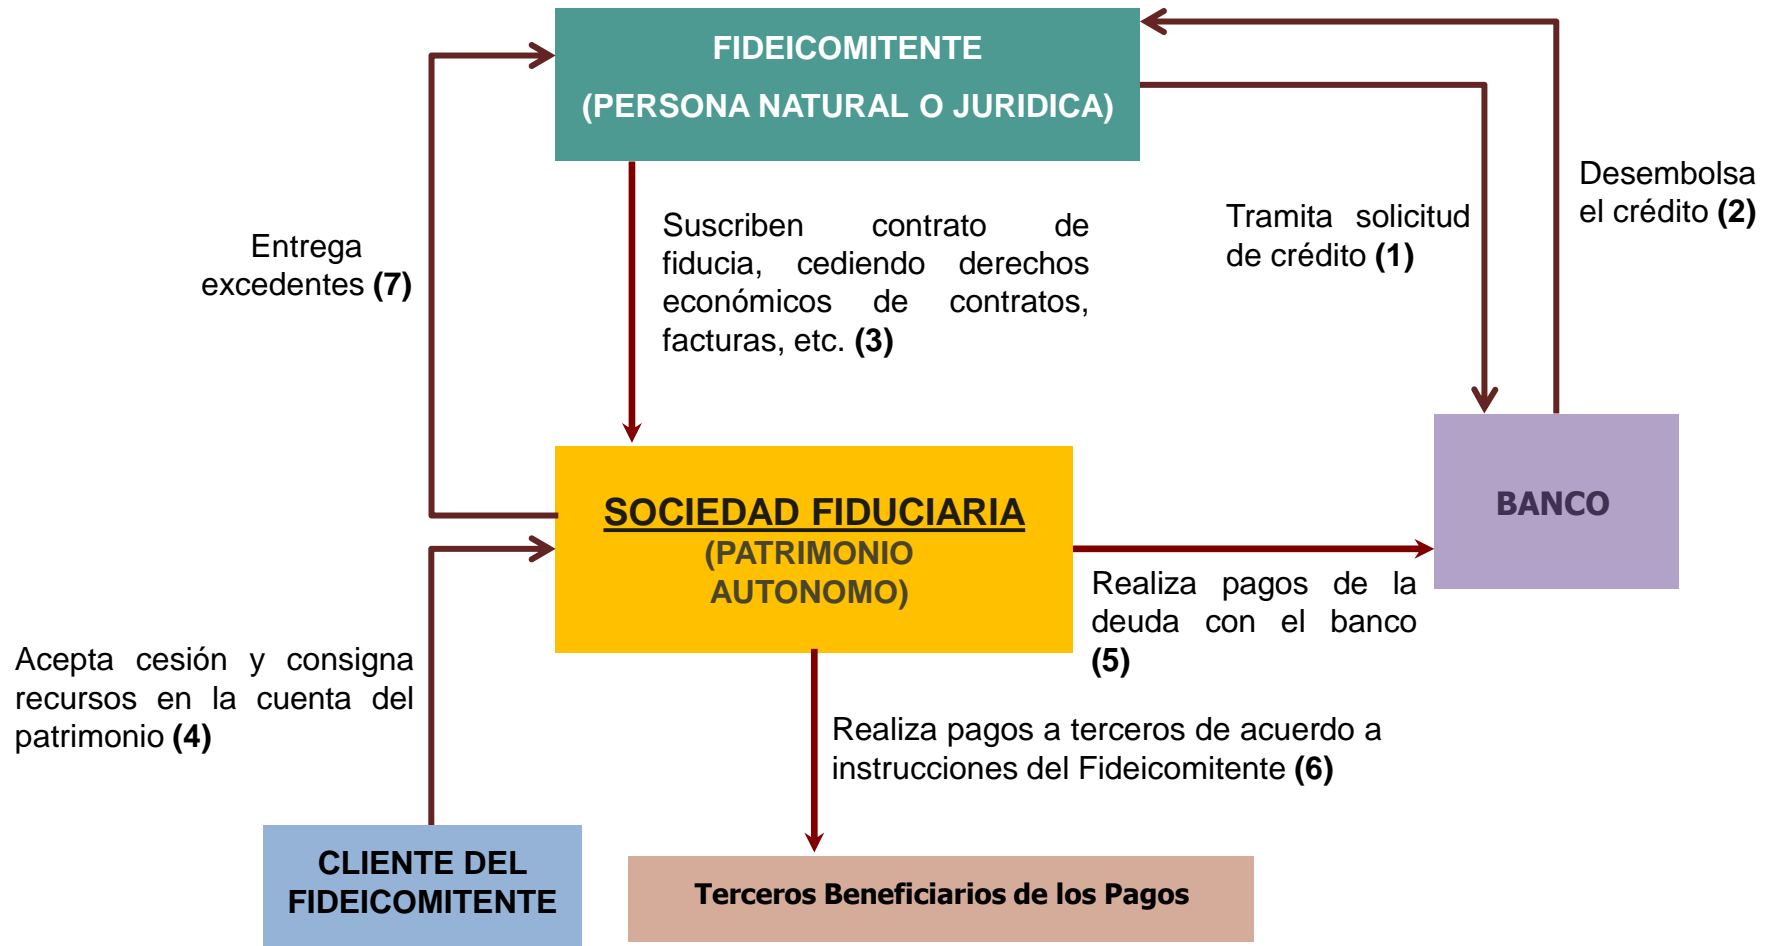 FIDEICOMITENTE
(PERSONA NATURAL O JURIDICA)
Desembolsa
el crédito (2)
Tramita solicitud
de crédito (1)
Suscriben contrato de
fiducia, cediendo derechos
económicos de contratos,
facturas, etc. (3)
Entrega
excedentes (7)
SOCIEDAD FIDUCIARIA
(PATRIMONIO
AUTONOMO)
BANCO
Realiza pagos de la
deuda con el banco
(5)
Acepta cesión y consigna
recursos en la cuenta del
patrimonio (4)
Realiza pagos a terceros de acuerdo a
instrucciones del Fideicomitente (6)
CLIENTE DEL
FIDEICOMITENTE
Terceros Beneficiarios de los Pagos